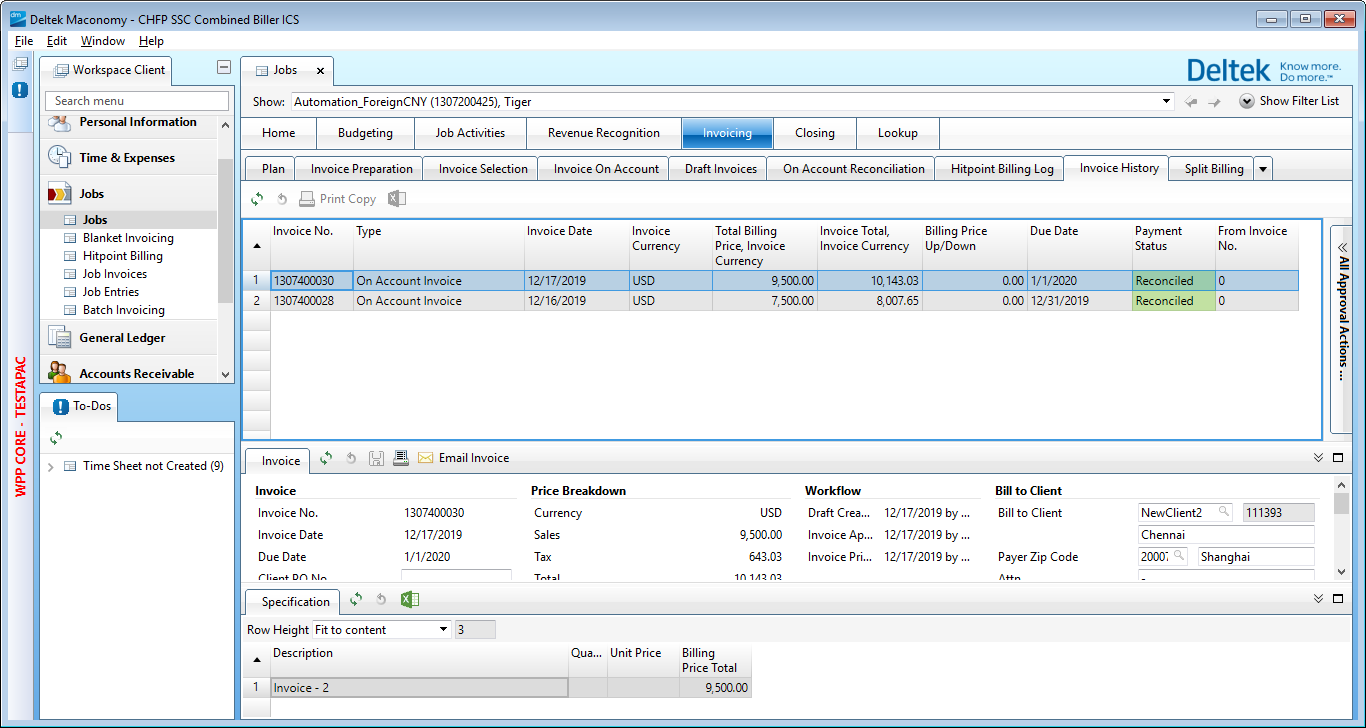 Deltek Maconomy - CHFP SSC Combined Biller ICS
File Edit Window Help
Workspace Client
Search menu
Personal Information
Time & Expenses
Jobs
Jobs
Blanket Invoicing
Hitpoint Billing
Job Invoices
Job Entries
Batch Invoicing
General Ledger
Accounts Receivable
WPP CORE - TESTAPAC
To-Dos
Time Sheet not Created (9)
Jobs
Deltek Know more. Do more.™
Show: Automation_ForeignCNY (1307200425), Tiger Show Filter List
Home Budgeting Job Activities Revenue Recognition Invoicing Closing Lookup
Plan Invoice Preparation Invoice Selection Invoice On Account Draft Invoices On Account Reconciliation Hitpoint Billing Log Invoice History Split Billing
Print Copy
Invoice No. Type Invoice Date Invoice Currency Total Billing Price, Invoice Currency Invoice Total, Invoice Currency Billing Price Up/Down Due Date Payment Status From Invoice No.
1 1307400030 On Account Invoice 12/17/2019 USD 9,500.00 10,143.03 0.00 1/1/2020 Reconciled 0
2 1307400028 On Account Invoice 12/16/2019 USD 7,500.00 8,007.65 0.00 12/31/2019 Reconciled 0
All Approval Actions ...
Invoice Email Invoice
Invoice Price Breakdown Workflow Bill to Client
Invoice No. 1307400030 Currency USD Draft Crea... 12/17/2019 by ... Bill to Client NewClient2 111393
Invoice Date 12/17/2019 Sales 9,500.00 Invoice Ap... 12/17/2019 by ... Chennai
Due Date 1/1/2020 Tax 643.03 Invoice Pri... 12/17/2019 by ... Payer Zip Code 20007 Shanghai
Client PO No. Total 10,143.03 Attn. -
Specification
Row Height Fit to content 3
Description Qua... Unit Price Billing Price Total
1 Invoice - 2 9,500.00